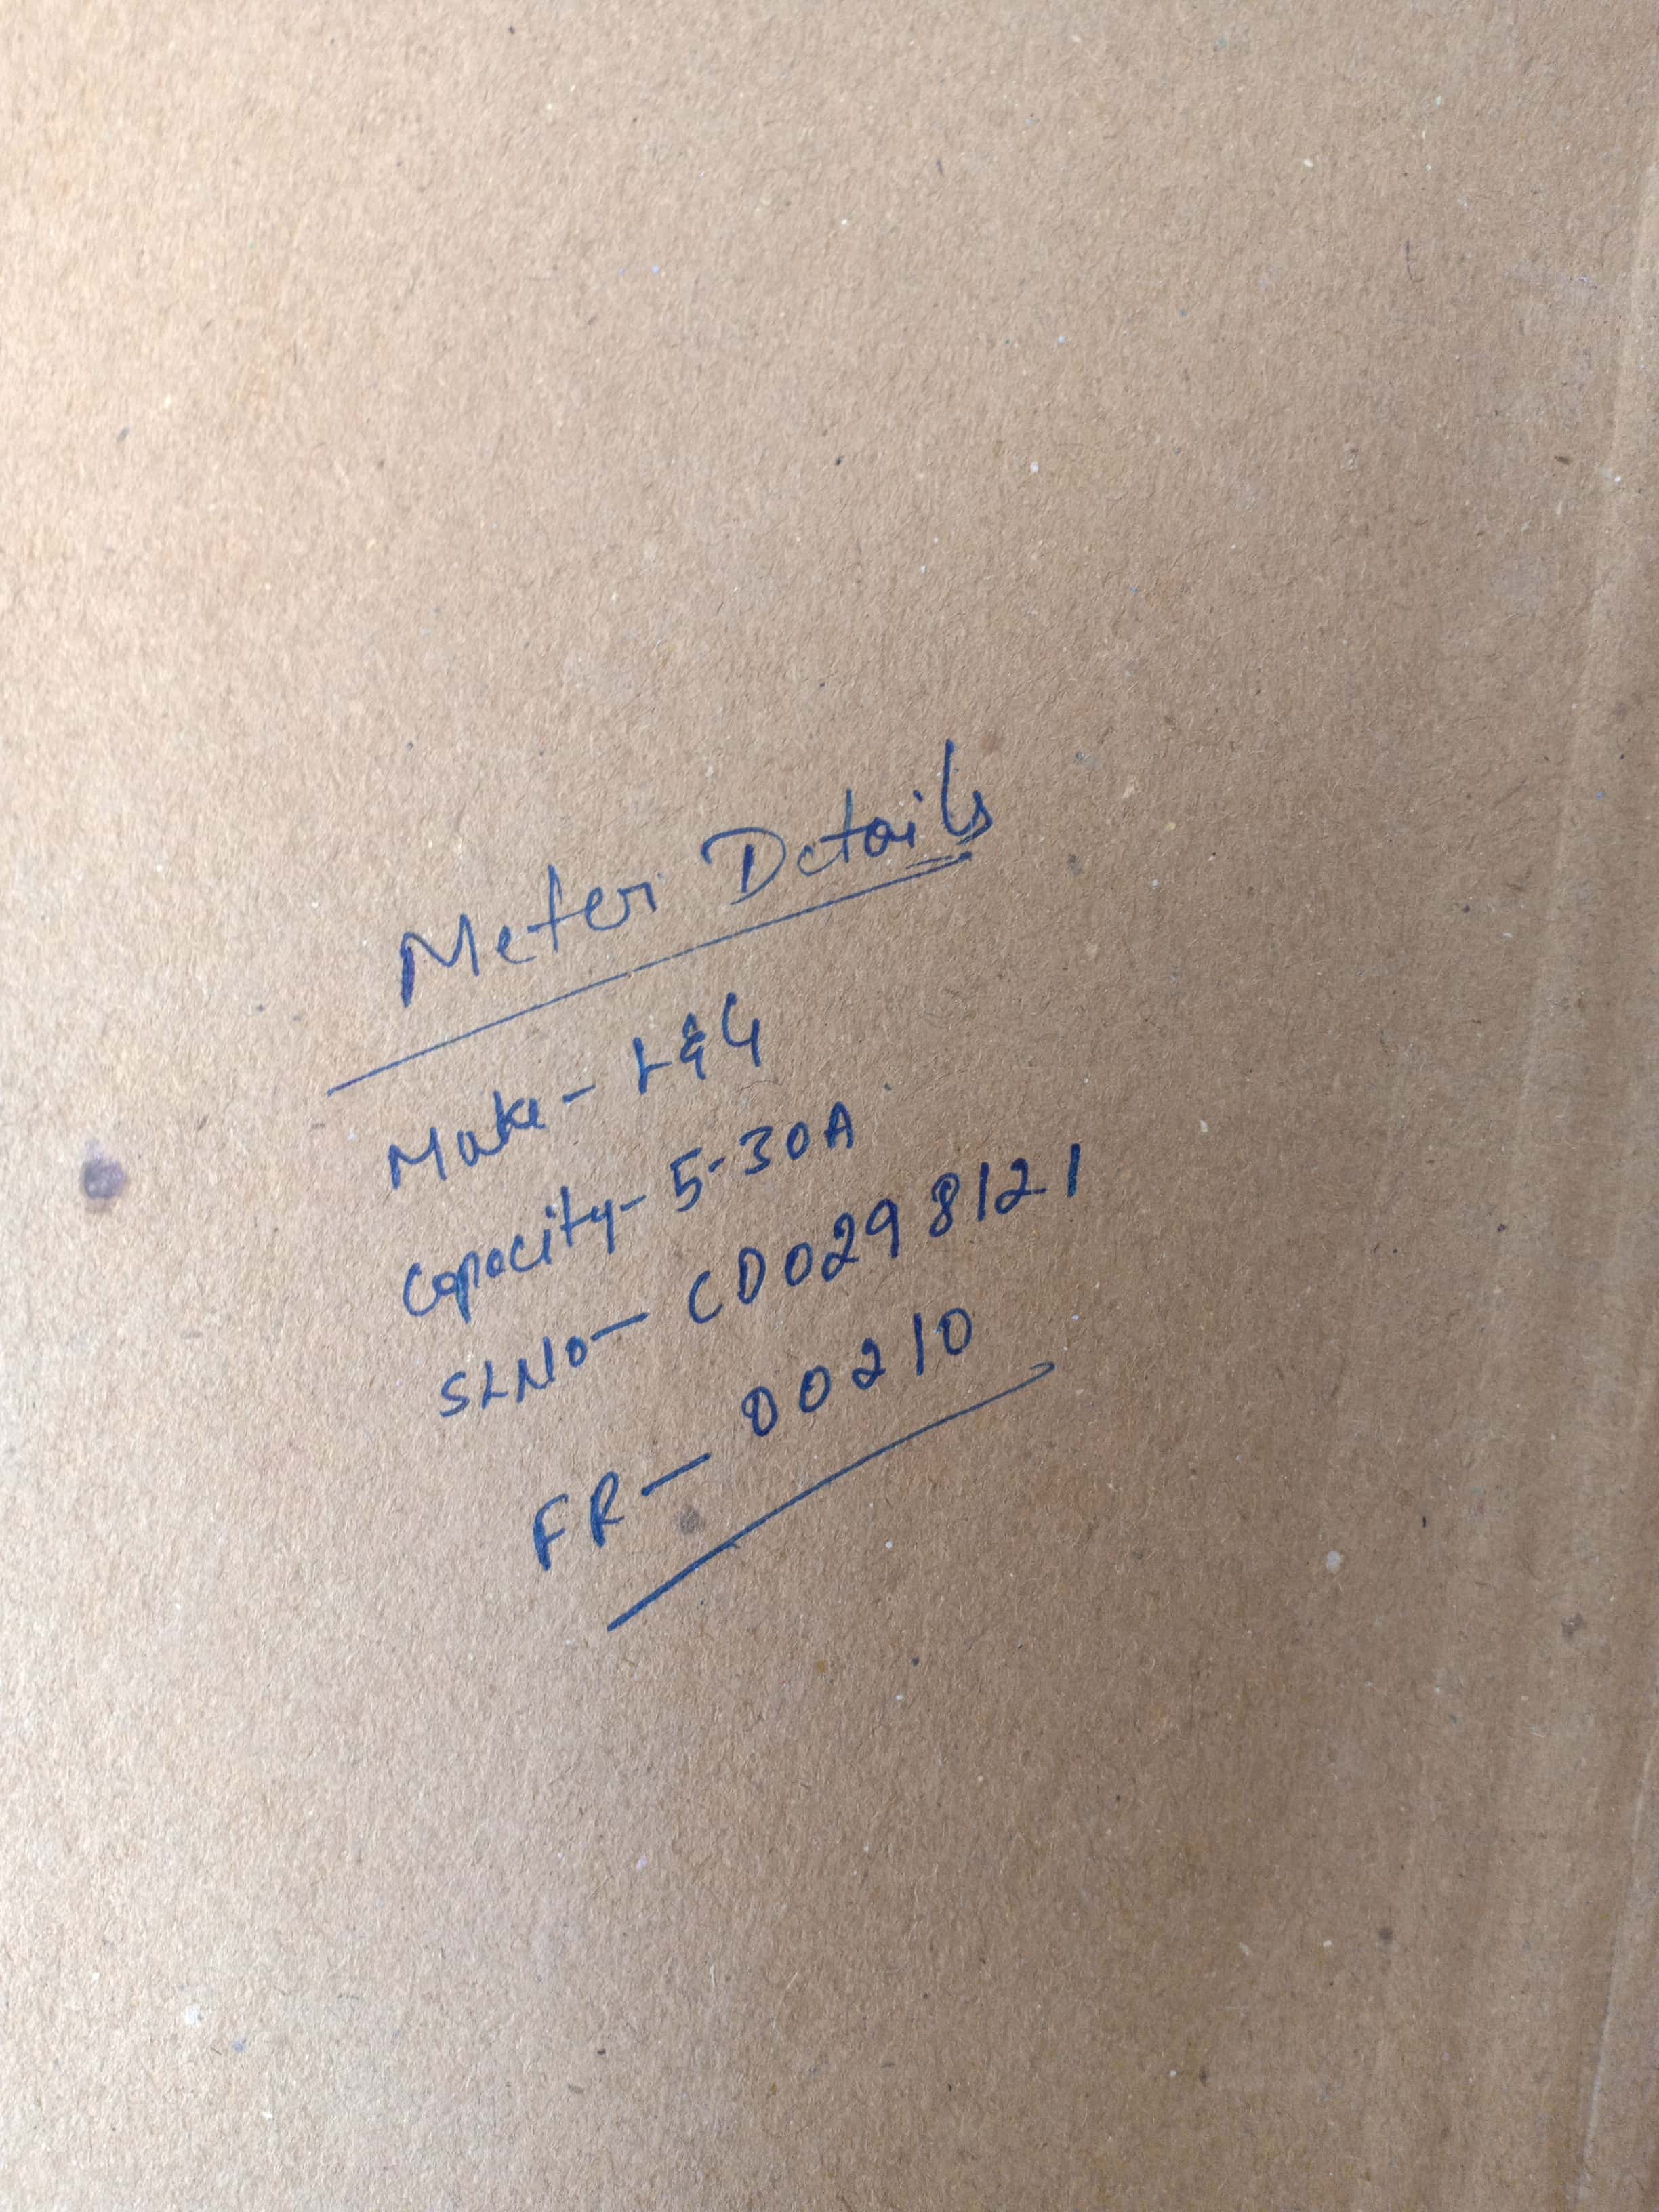 Meter Details
Make- L&G
Capacity- 5-30A
SLNO- CD0298121
FR- 00210